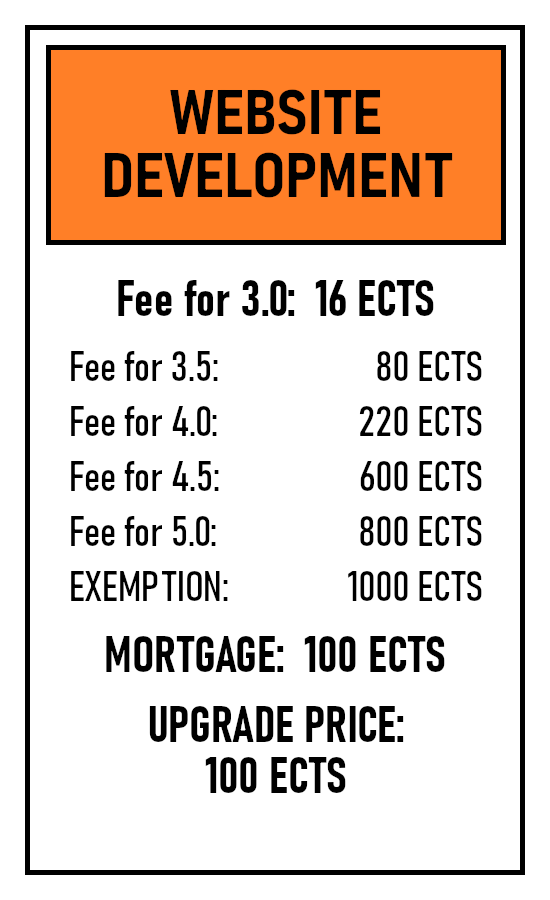 WEBSITE
DEVELOPMENT
Fee for 3.0: 16 ECTS
Fee for 3.5: 80 ECTS
Fee for 4.0: 220 ECTS
Fee for 4.5: 600 ECTS
Fee for 5.0: 800 ECTS
EXEMPTION: 1000 ECTS
MORTGAGE: 100 ECTS
UPGRADE PRICE:
100 ECTS